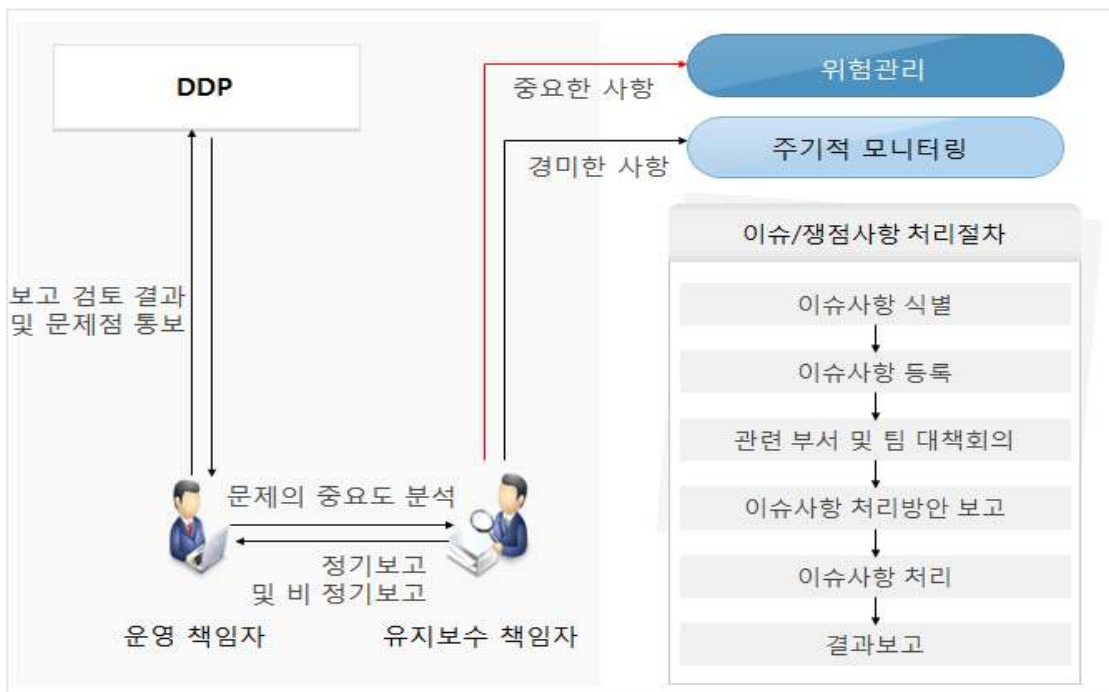 DDP
중요한 사항
위험관리
경미한 사항
주기적 모니터링
보고 검토 결과
및 문제점 통보
문제의 중요도 분석
정기보고
및 비 정기보고
운영 책임자
유지보수 책임자
이슈/쟁점사항 처리절차
이슈사항 식별
이슈사항 등록
관련 부서 및 팀 대책회의
이슈사항 처리방안 보고
이슈사항 처리
결과보고